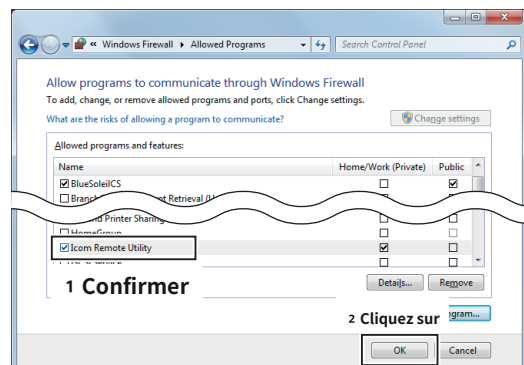 « Windows Firewall ▸ Allowed Programs
Search Control Panel
Allow programs to communicate through Windows Firewall
To add, change, or remove allowed programs and ports, click Change settings.
What are the risks of allowing a program to communicate?
Change settings
Allowed programs and features:
Name Home/Work (Private) Public
BlueSoleilCS
Retrieval
Printer Sharing
HomeGroup
Icom Remote Utility
1 Confirmer
Details... Remove
2 Cliquez sur
OK Cancel